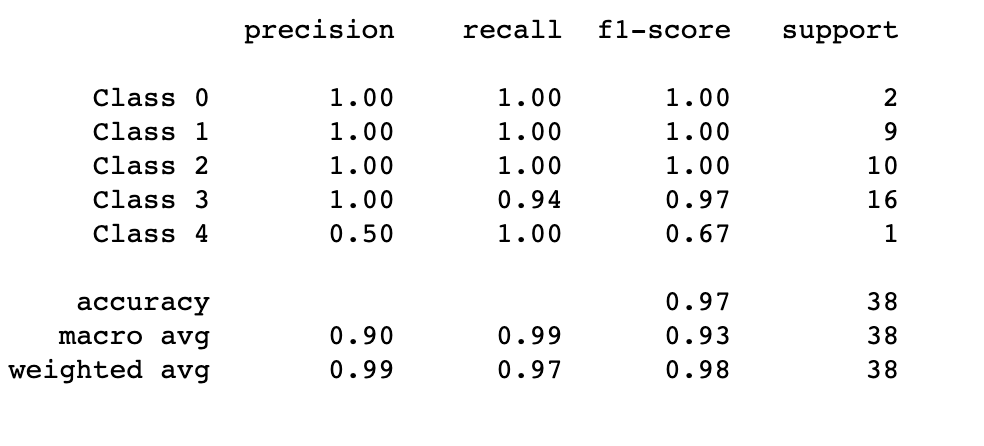 precision recall f1-score support
Class 0 1.00 1.00 1.00 2
Class 1 1.00 1.00 1.00 9
Class 2 1.00 1.00 1.00 10
Class 3 1.00 0.94 0.97 16
Class 4 0.50 1.00 0.67 1
accuracy 0.97 38
macro avg 0.90 0.99 0.93 38
weighted avg 0.99 0.97 0.98 38